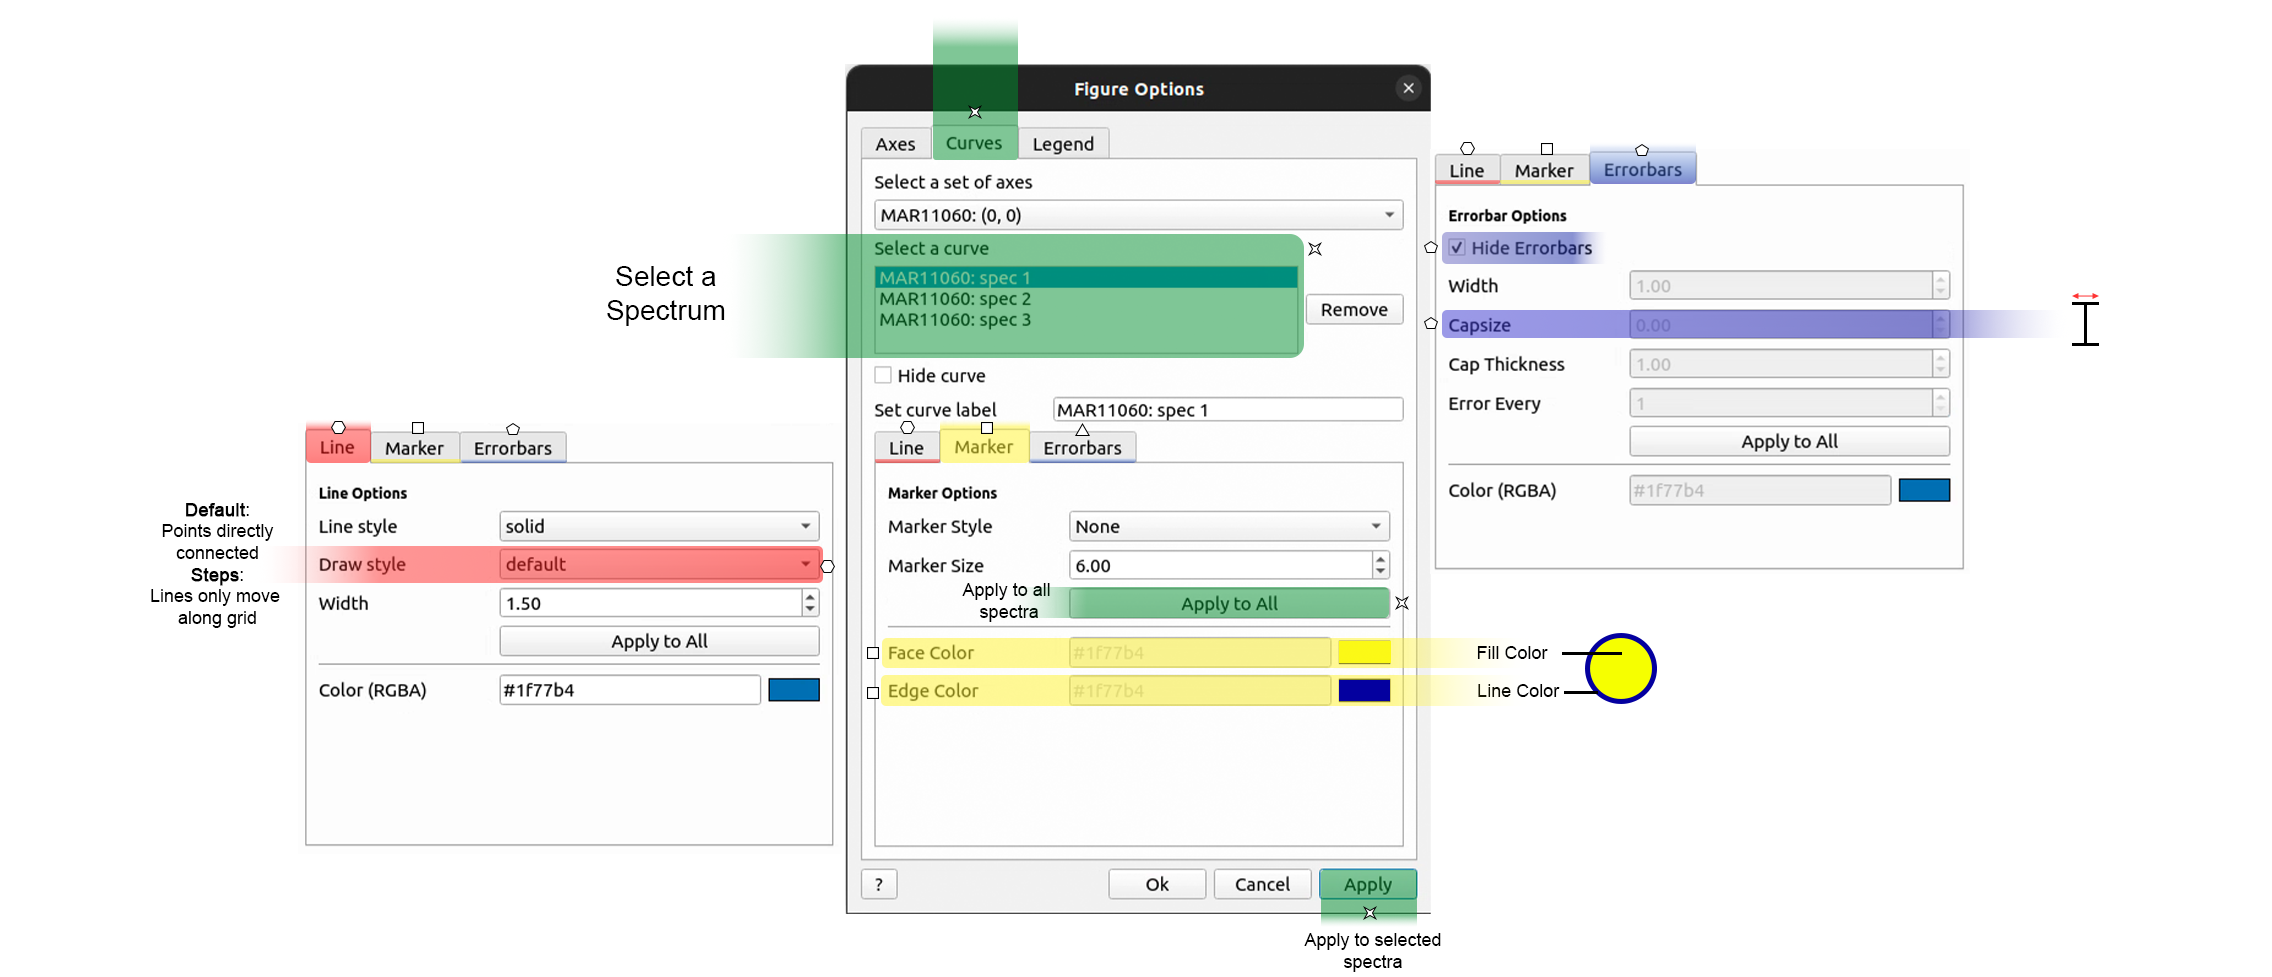 Figure Options
Axes
Curves
Legend
Select a set of axes
MAR11060: (0, 0)
Select a curve
MAR11060: spec 1
MAR11060: spec 2
MAR11060: spec 3
Remove
Select a
Spectrum
Hide curve
Set curve label
MAR11060: spec 1
Line
Marker
Errorbars
Marker Options
Marker Style
None
Marker Size
6.00
Apply to all
spectra
Apply to All
Face Color
#1f77b4
Edge Color
#1f77b4
Fill Color
Line Color
?
Ok
Cancel
Apply
Apply to selected
spectra
Line
Marker
Errorbars
Line Options
Line style
solid
Draw style
default
Width
1.50
Apply to All
Color (RGBA)
#1f77b4
Default:
Points directly
connected
Steps:
Lines only move
along grid
Line
Marker
Errorbars
Errorbar Options
Hide Errorbars
Width
1.00
Capsize
0.00
Cap Thickness
1.00
Error Every
1
Apply to All
Color (RGBA)
#1f77b4